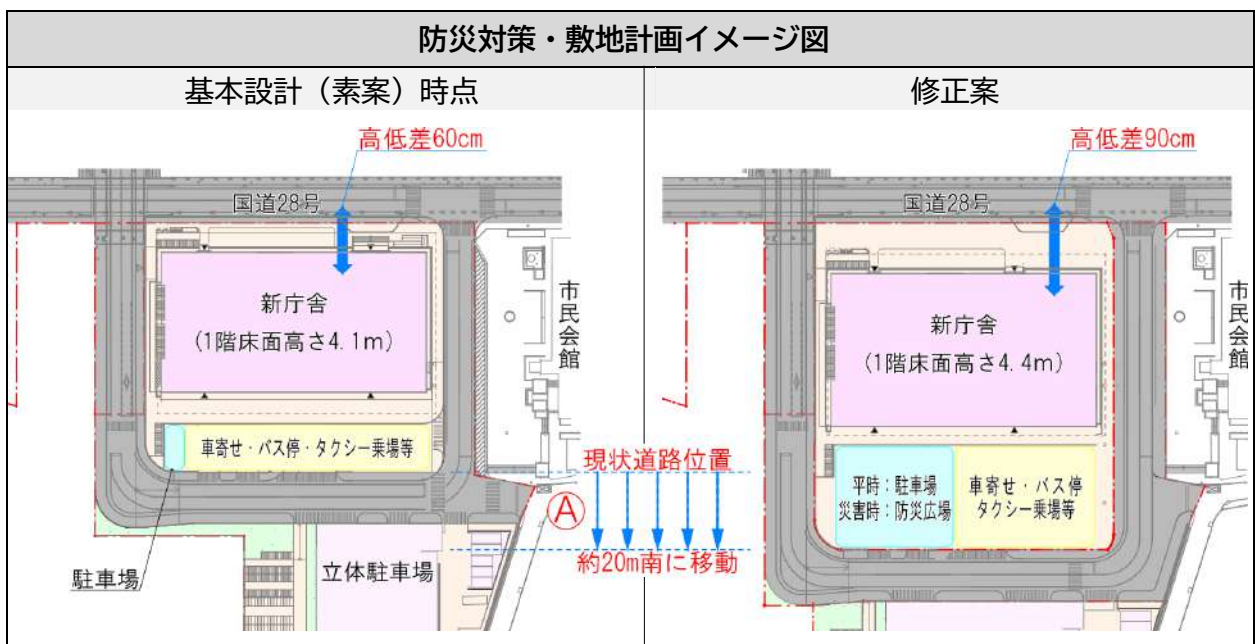 防災対策・敷地計画イメージ図
基本設計（素案）時点
高低差60cm
国道28号
新庁舎
(1階床面高さ4.1m)
市民会館
車寄せ・バス停・タクシー乗場等
駐車場
立体駐車場
現状道路位置
Ⓐ
約20m南に移動
修正案
高低差90cm
国道28号
新庁舎
(1階床面高さ4.4m)
市民会館
平時：駐車場
災害時：防災広場
車寄せ・バス停
タクシー乗場等